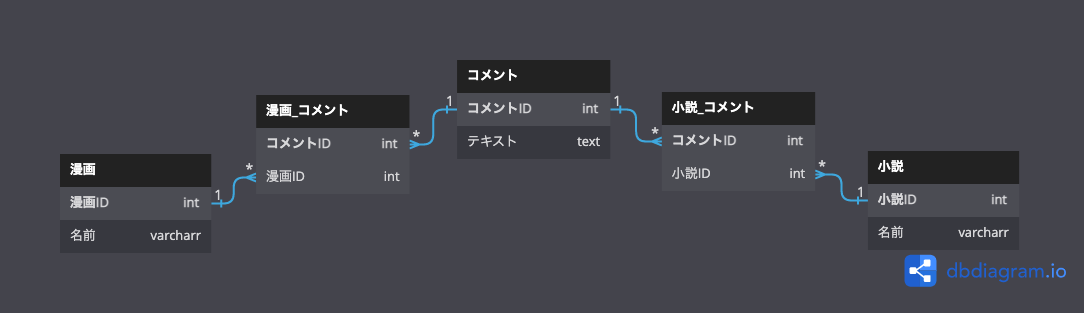 漫画
漫画ID int
名前 varcharr
漫画_コメント
コメントID int
漫画ID int
コメント
コメントID int
テキスト text
小説_コメント
コメントID int
小説ID int
小説
小説ID int
名前 varcharr
1
*
*
1
1
*
*
1
dbdiagram.io